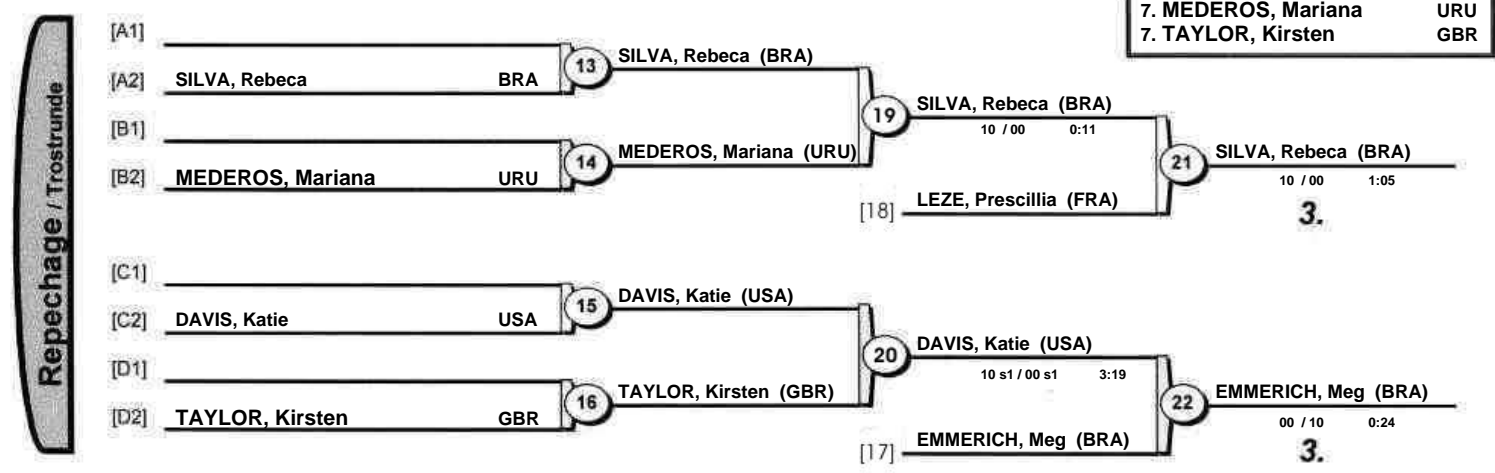 7. MEDEROS, Mariana URU
7. TAYLOR, Kirsten GBR
Repechage / Trostrunde
[A1]
[A2] SILVA, Rebeca BRA
13 SILVA, Rebeca (BRA)
[B1]
[B2] MEDEROS, Mariana URU
14 MEDEROS, Mariana (URU)
19 SILVA, Rebeca (BRA)
10 / 00 0:11
[18] LEZE, Prescillia (FRA)
21 SILVA, Rebeca (BRA)
10 / 00 1:05
3.
[C1]
[C2] DAVIS, Katie USA
15 DAVIS, Katie (USA)
[D1]
[D2] TAYLOR, Kirsten GBR
16 TAYLOR, Kirsten (GBR)
20 DAVIS, Katie (USA)
10 s1 / 00 s1 3:19
[17] EMMERICH, Meg (BRA)
22 EMMERICH, Meg (BRA)
00 / 10 0:24
3.